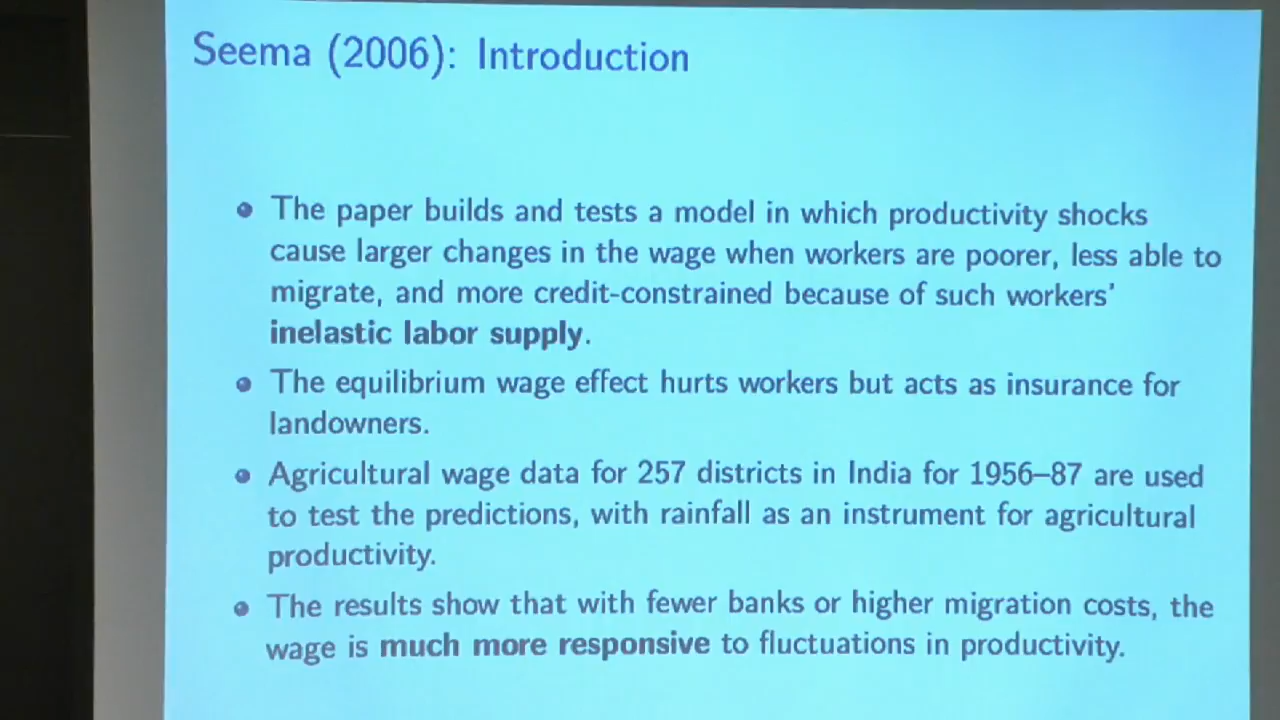 Seema (2006): Introduction
The paper builds and tests a model in which productivity shocks
cause larger changes in the wage when workers are poorer, less able to
migrate, and more credit-constrained because of such workers'
inelastic labor supply.
The equilibrium wage effect hurts workers but acts as insurance for
landowners.
Agricultural wage data for 257 districts in India for 1956–87 are used
to test the predictions, with rainfall as an instrument for agricultural
productivity.
The results show that with fewer banks or higher migration costs, the
wage is much more responsive to fluctuations in productivity.